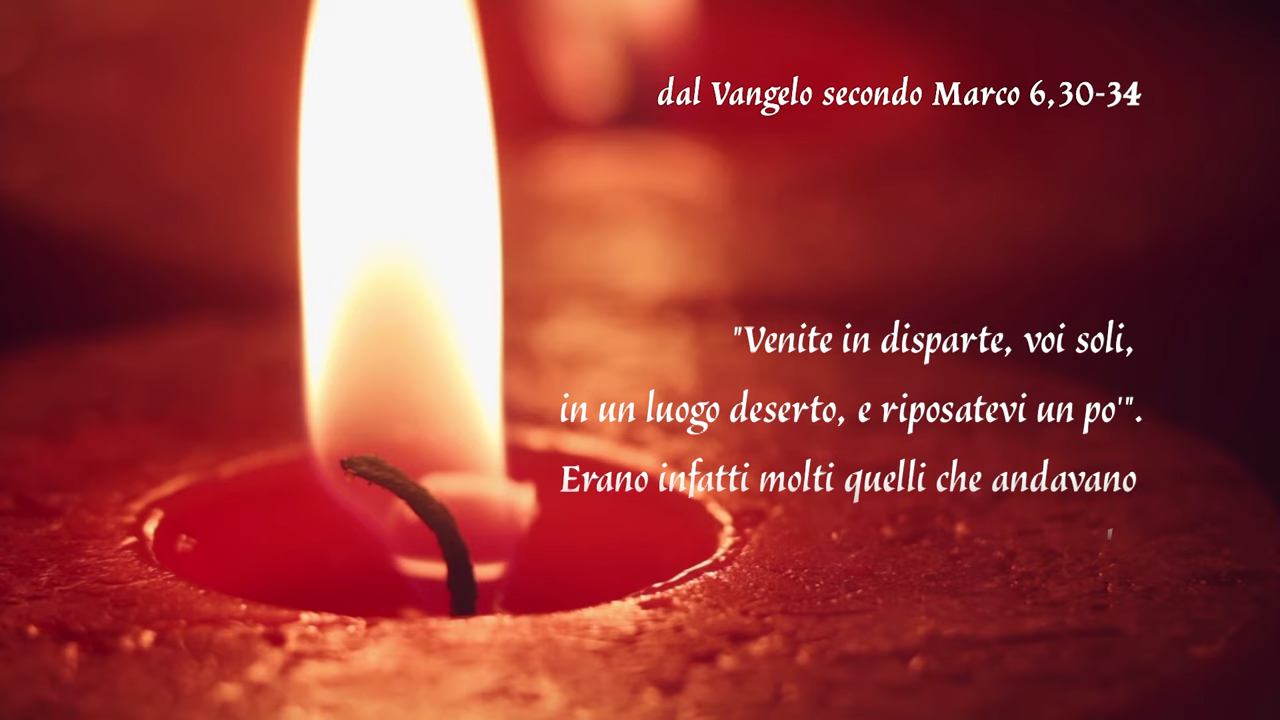 dal Vangelo secondo Marco 6,30-34
"Venite in disparte, voi soli,
in un luogo deserto, e riposatevi un po'".
Erano infatti molti quelli che andavano